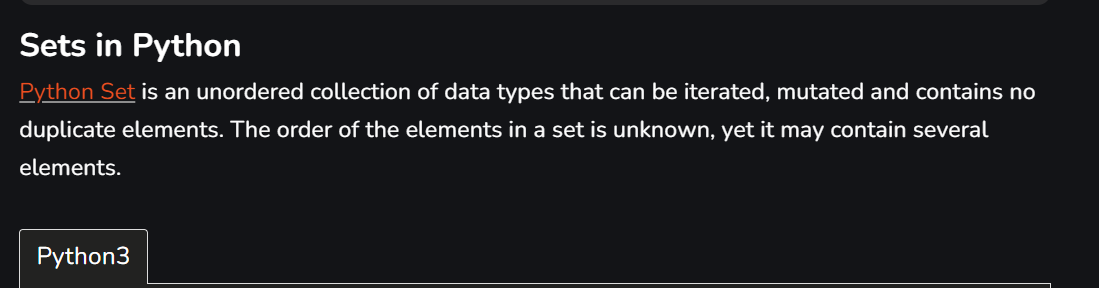 Sets in Python
Python Set is an unordered collection of data types that can be iterated, mutated and contains no
duplicate elements. The order of the elements in a set is unknown, yet it may contain several
elements.
Python3